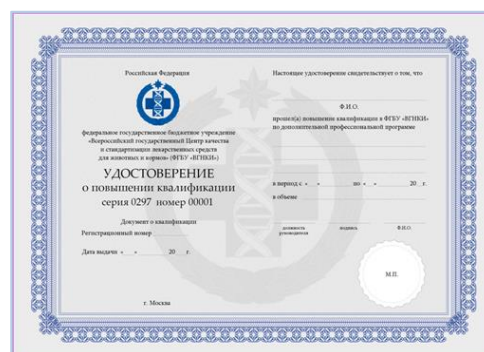 Российская Федерация
федеральное государственное бюджетное учреждение
«Всероссийский государственный Центр качества
и стандартизации лекарственных средств
для животных и кормов» (ФГБУ «ВГНКИ»)
УДОСТОВЕРЕНИЕ
о повышении квалификации
серия 0297 номер 00001
Документ о квалификации
Регистрационный номер
Дата выдачи « » 20 г.
г. Москва
Настоящее удостоверение свидетельствует о том, что
Ф.И.О.
прошел(а) повышение квалификации в ФГБУ «ВГНКИ»
по дополнительной профессиональной программе
в период с « » по « » 20 г.
в объеме
должность подпись Ф.И.О.
руководителя
М.П.